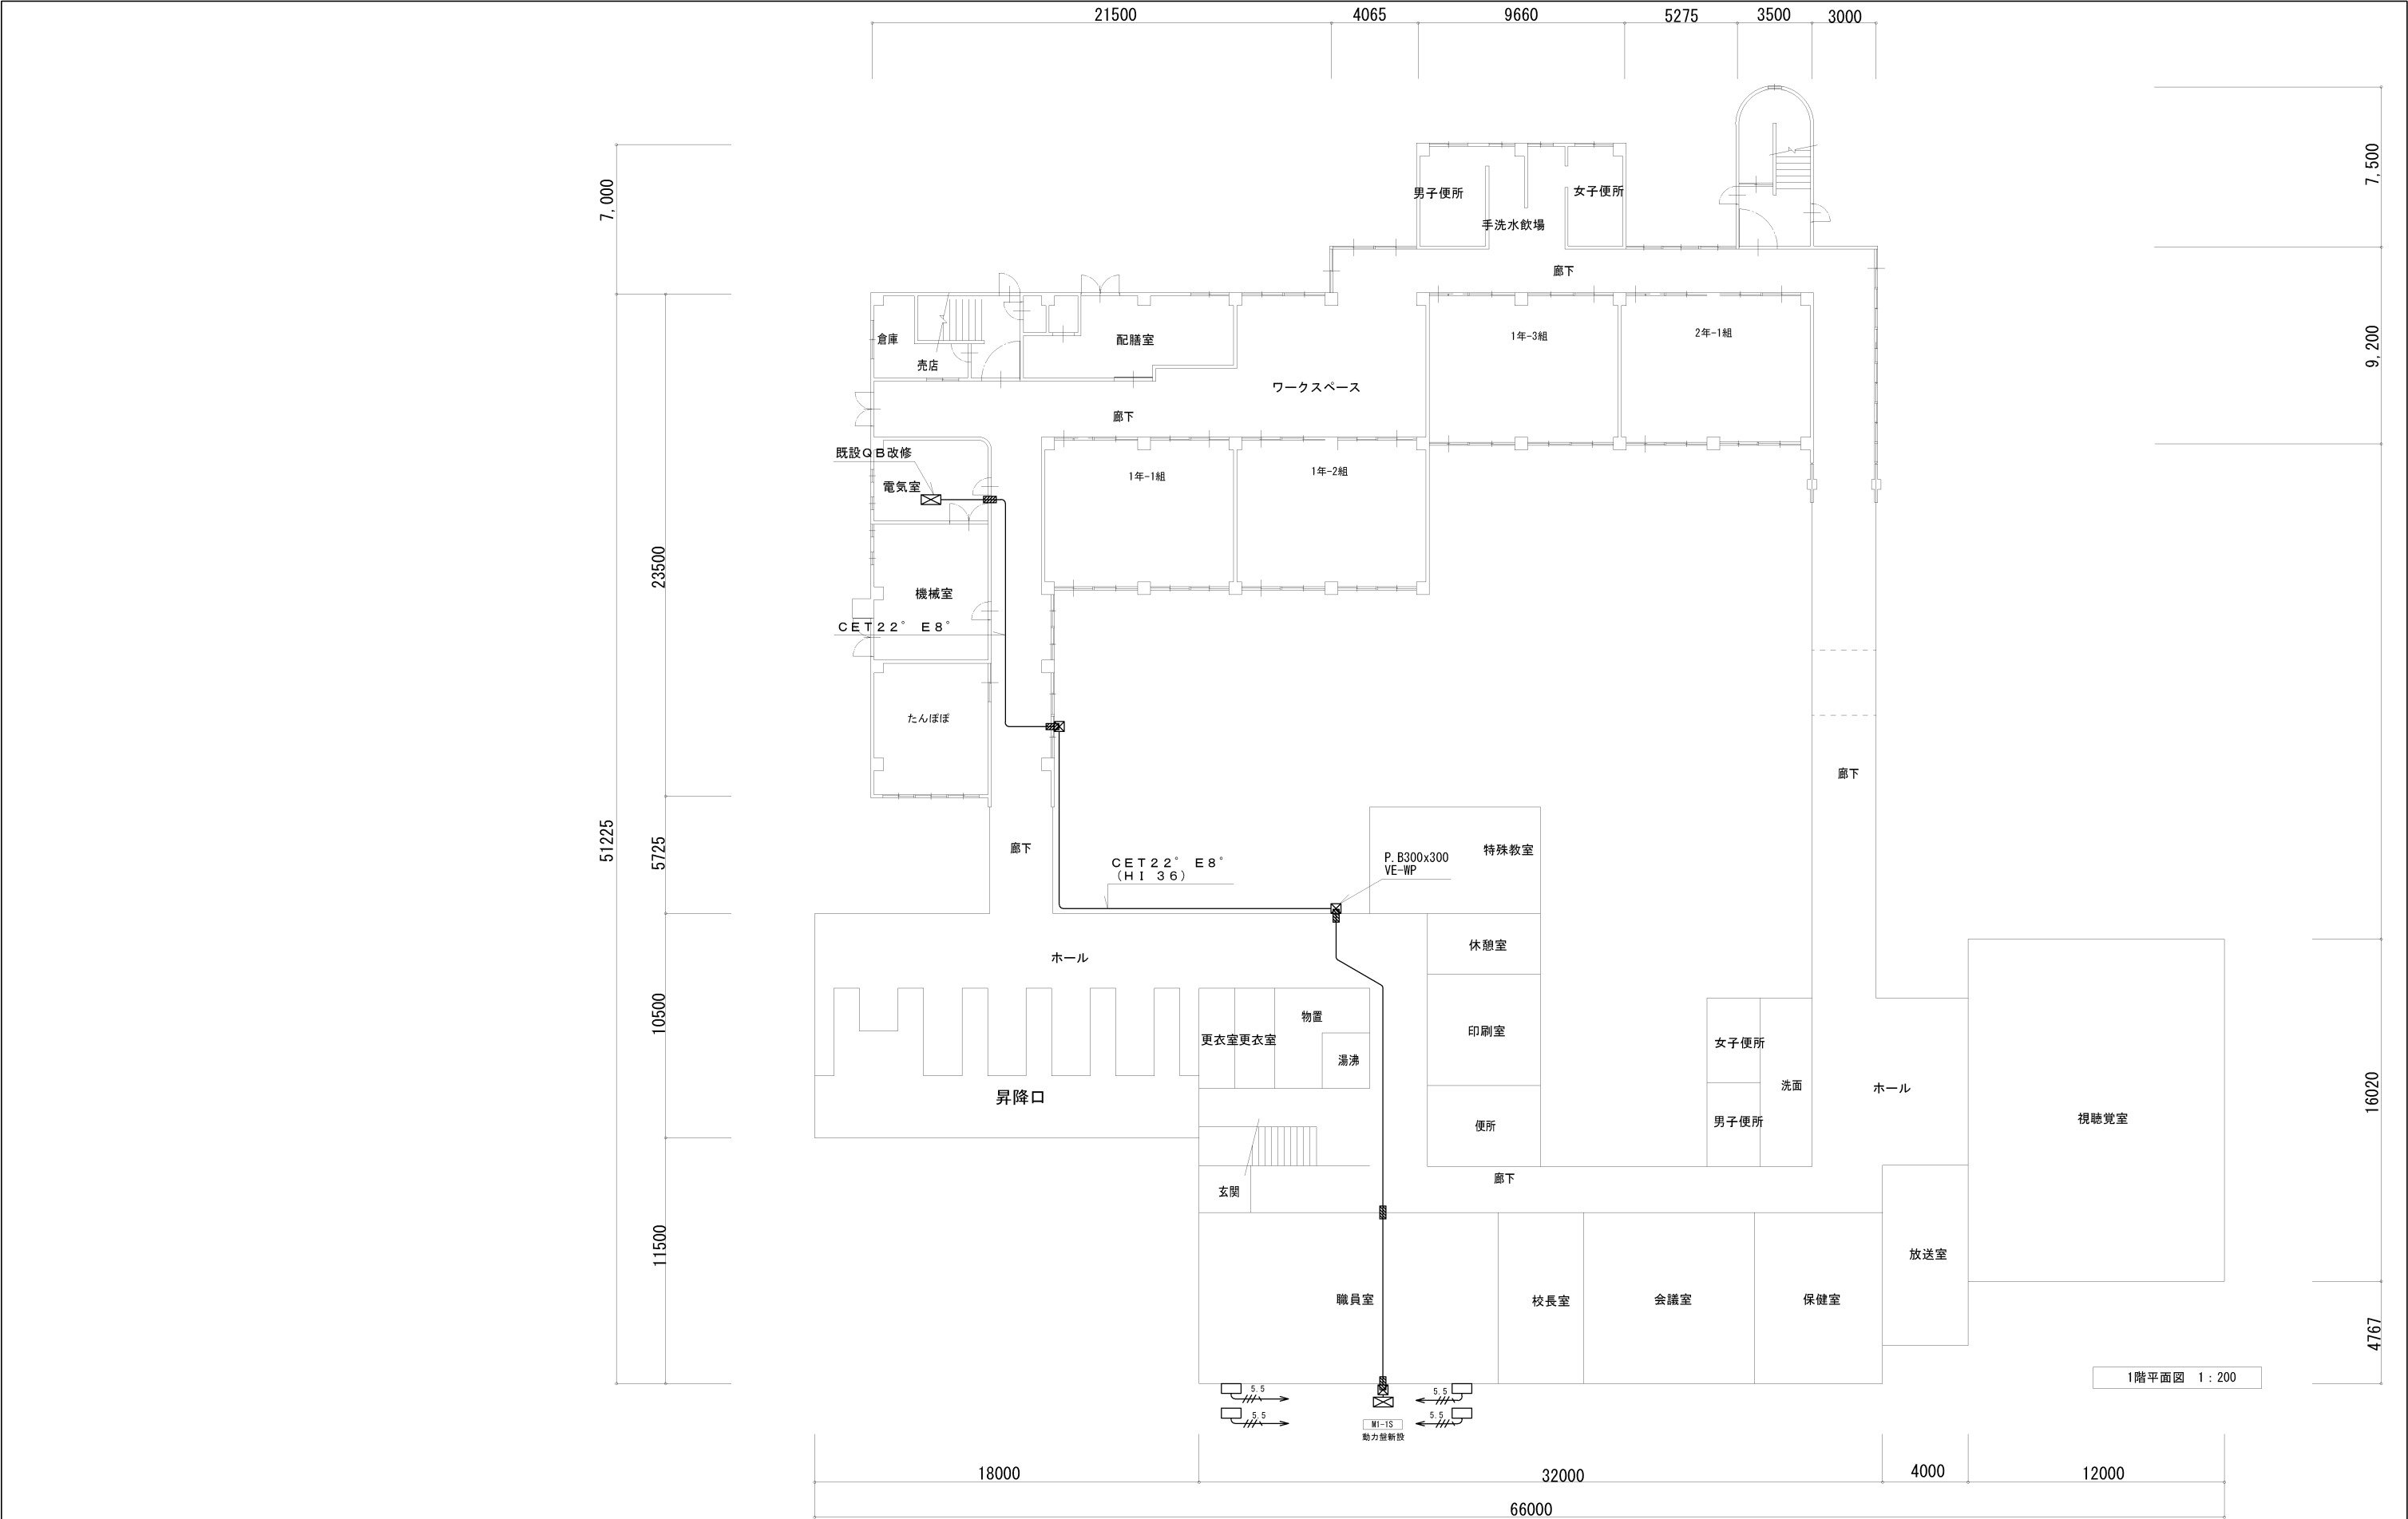 21500
4065
9660
5275
3500
3000
7,000
7,500
男子便所
女子便所
手洗水飲場
廊下
倉庫
売店
配膳室
1年-3組
2年-1組
9,200
ワークスペース
廊下
既設QB改修
電気室
1年-1組
1年-2組
23500
機械室
CET22° E8°
たんぽぽ
廊下
51225
5725
廊下
CET22° E8°
(HI 36)
P.B300x300
VE-WP
特殊教室
休憩室
ホール
10500
物置
更衣室
更衣室
湯沸
印刷室
女子便所
洗面
ホール
16020
昇降口
便所
男子便所
視聴覚室
玄関
廊下
11500
職員室
校長室
会議室
保健室
放送室
4767
1階平面図 1:200
5.5
5.5
5.5
5.5
M1-1S
動力盤新設
18000
32000
4000
12000
66000